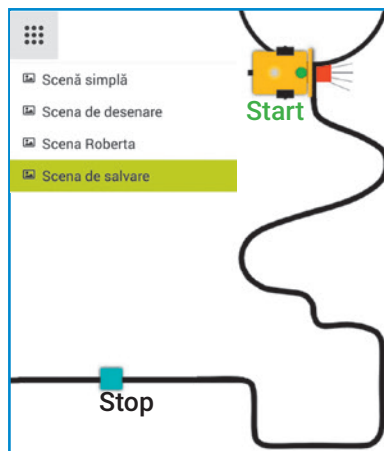 Scenă simplă
Scena de desenare
Scena Roberta
Scena de salvare
Start
Stop